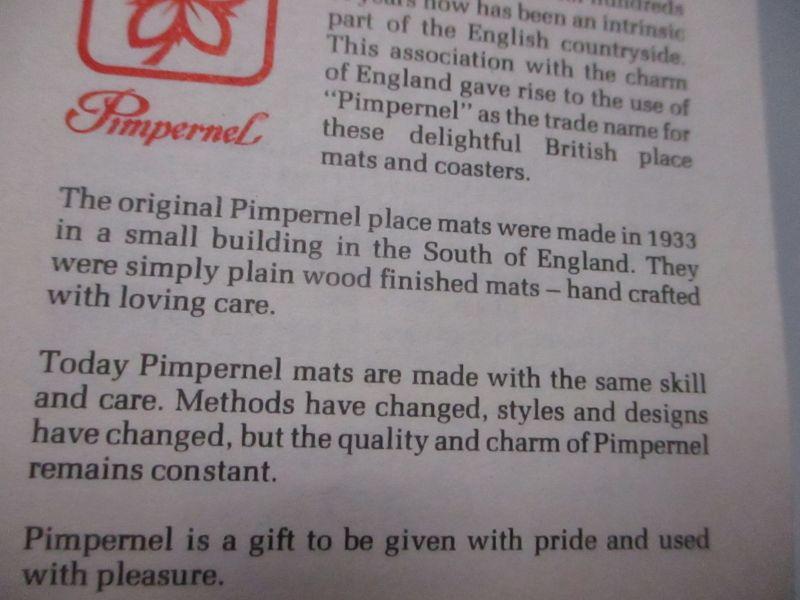 hundreds
years now has been an intrinsic
part of the English countryside.
This association with the charm
of England gave rise to the use of
"Pimpernel" as the trade name for
these delightful British place
mats and coasters.
Pimpernel
The original Pimpernel place mats were made in 1933
in a small building in the South of England. They
were simply plain wood finished mats – hand crafted
with loving care.
Today Pimpernel mats are made with the same skill
and care. Methods have changed, styles and designs
have changed, but the quality and charm of Pimpernel
remains constant.
Pimpernel is a gift to be given with pride and used
with pleasure.